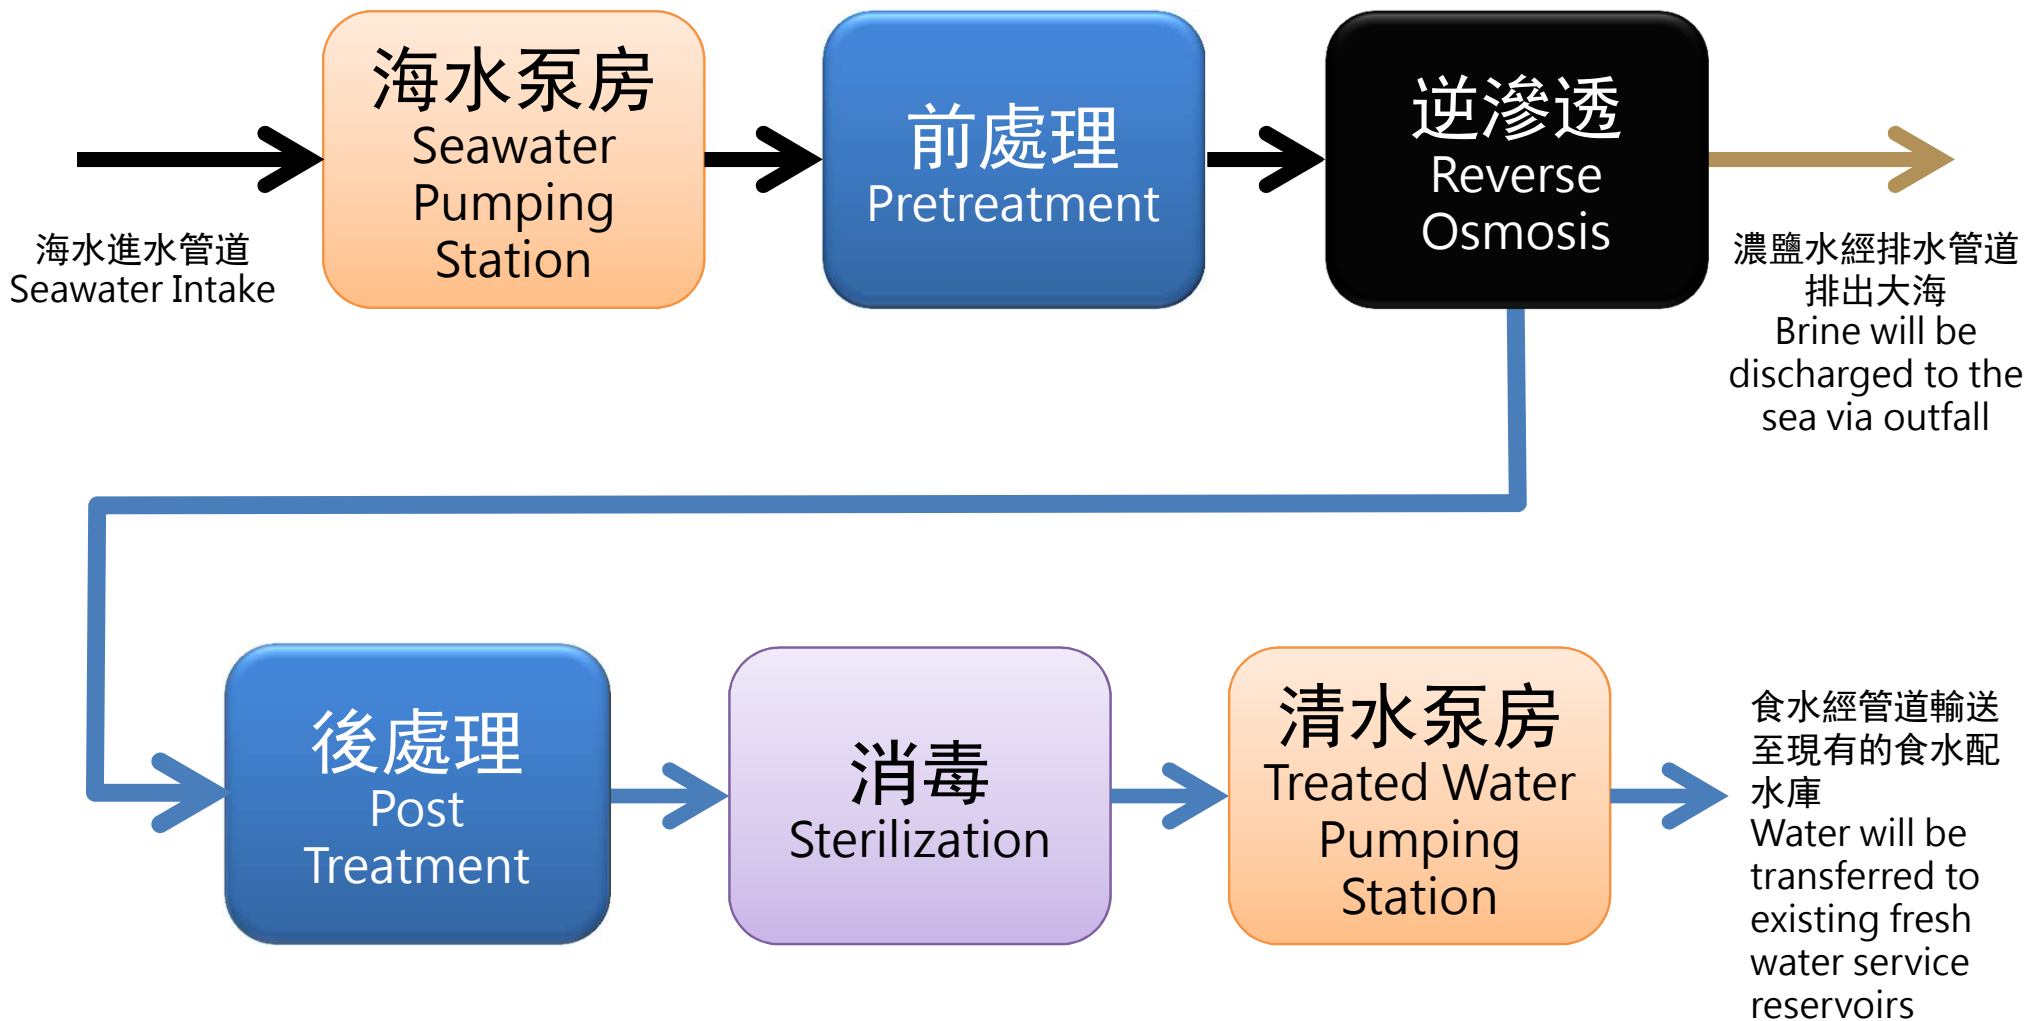 海水泵房
Seawater
Pumping
Station
前處理
Pretreatment
逆滲透
Reverse
Osmosis
海水進水管道
Seawater Intake
濃鹽水經排水管道
排出大海
Brine will be
discharged to the
sea via outfall
後處理
Post
Treatment
消毒
Sterilization
清水泵房
Treated Water
Pumping
Station
食水經管道輸送
至現有的食水配
水庫
Water will be
transferred to
existing fresh
water service
reservoirs